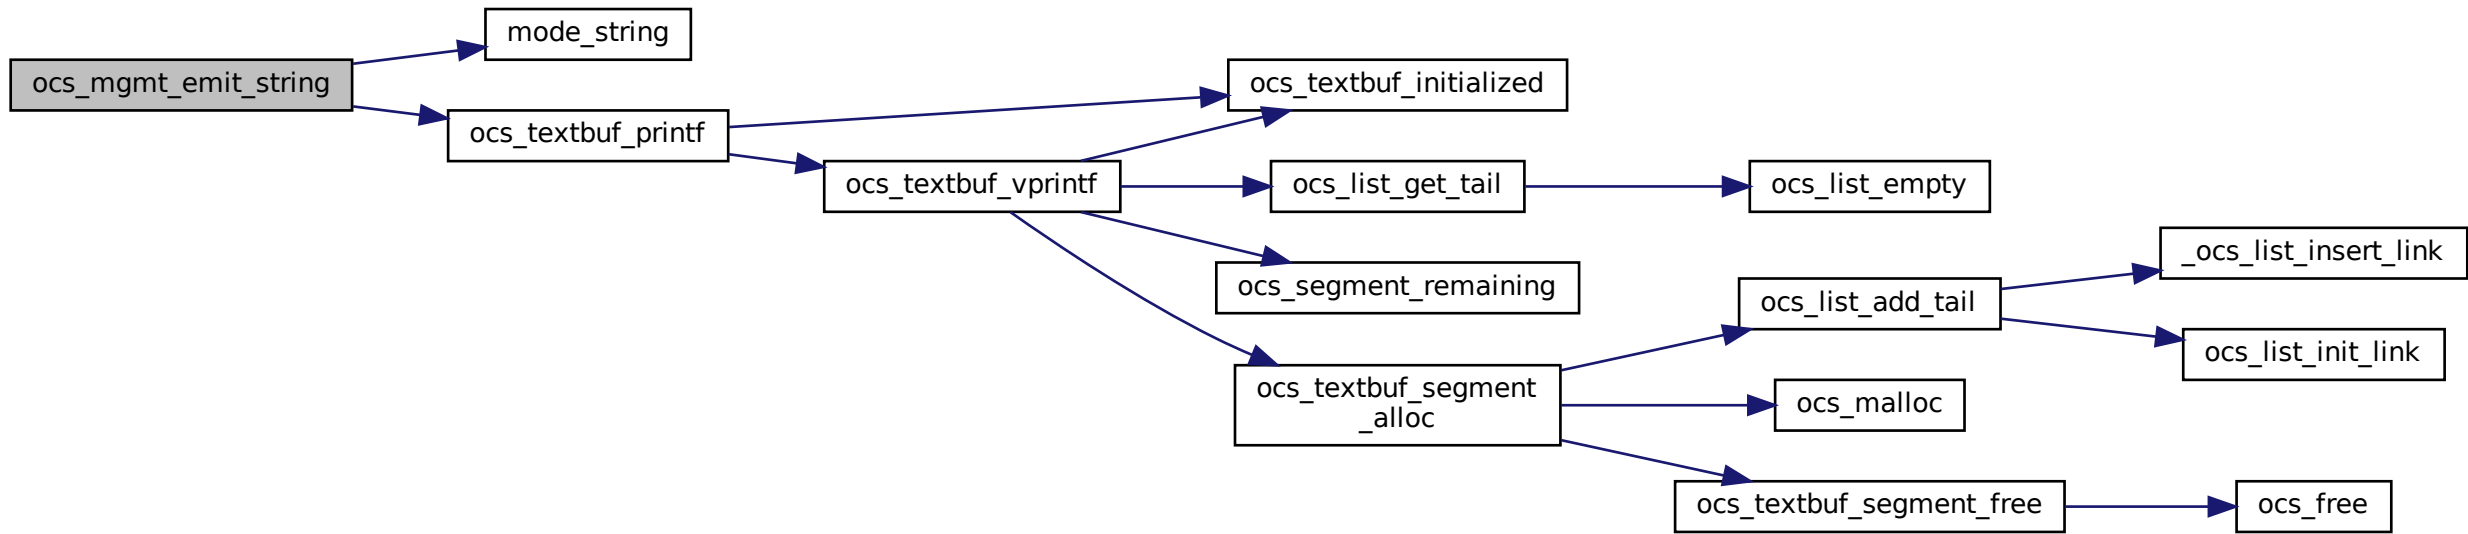 mode_string
ocs_mgmt_emit_string
ocs_textbuf_initialized
ocs_textbuf_printf
ocs_textbuf_vprintf
ocs_list_get_tail
ocs_list_empty
_ocs_list_insert_link
ocs_segment_remaining
ocs_list_add_tail
ocs_list_init_link
ocs_textbuf_segment
_alloc
ocs_malloc
ocs_textbuf_segment_free
ocs_free